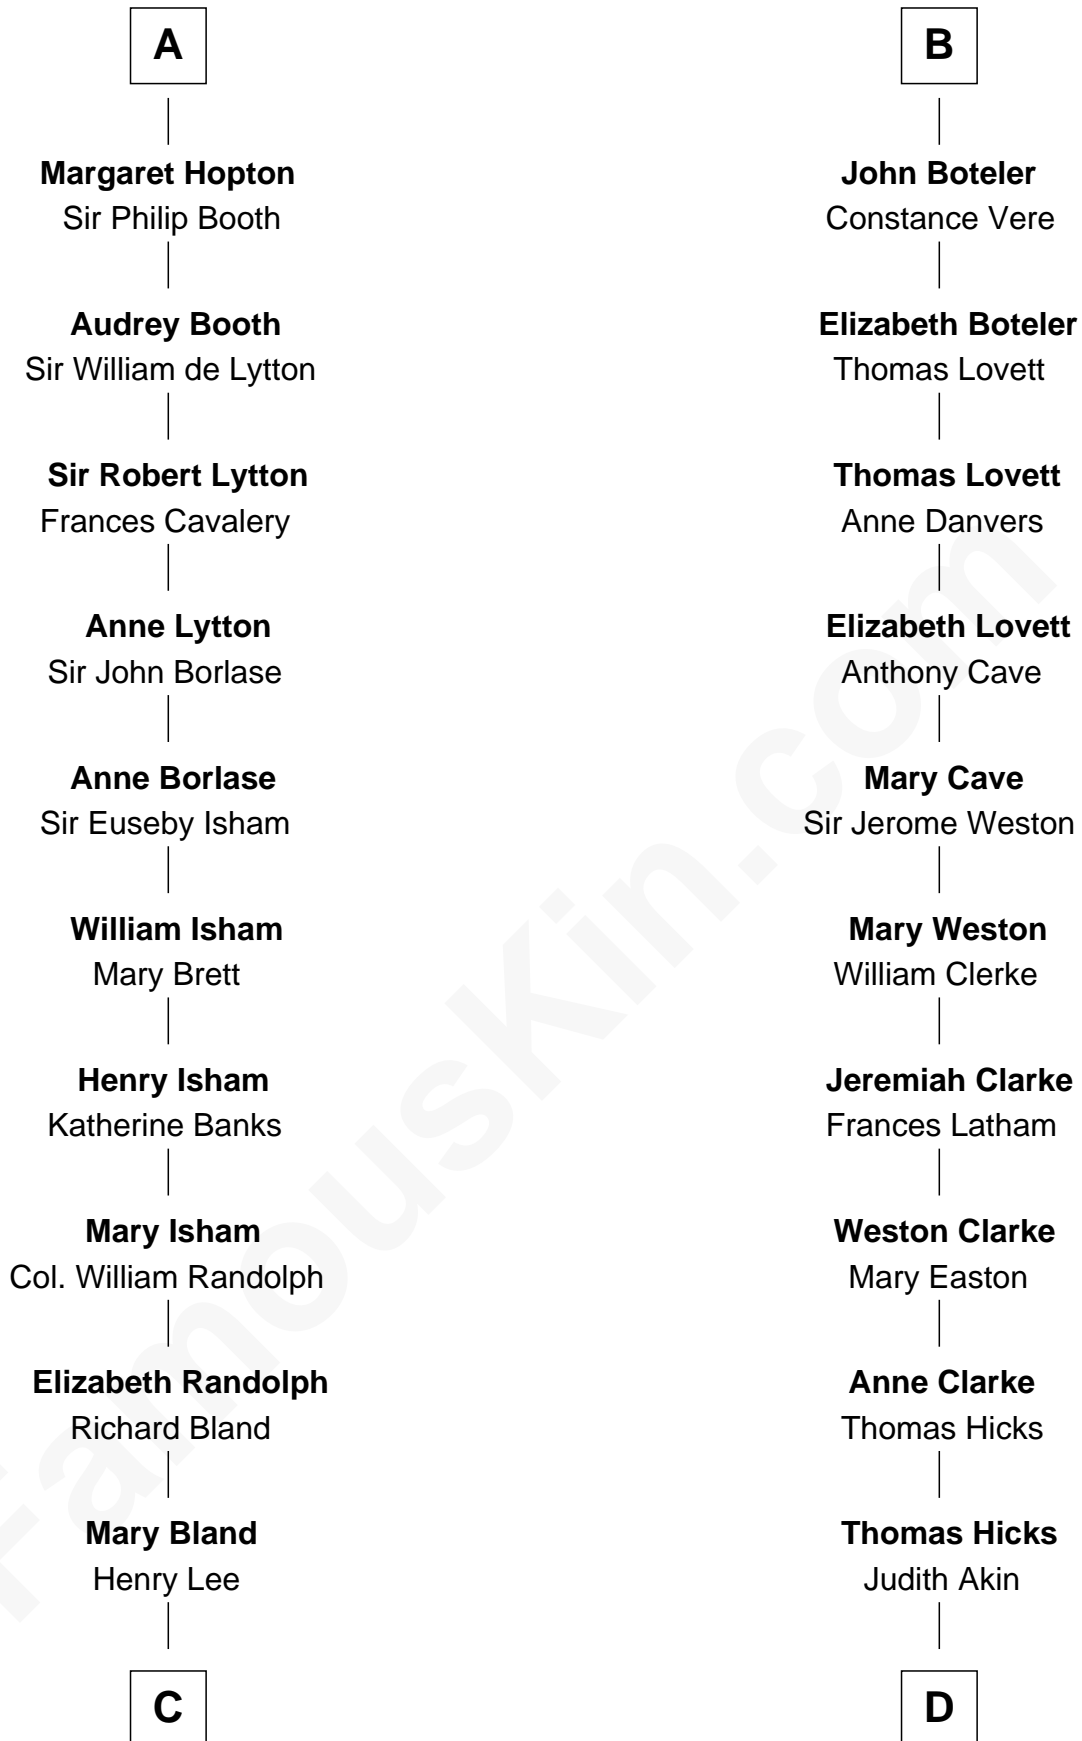 A
Margaret Hopton
Sir Philip Booth
Audrey Booth
Sir William de Lytton
Sir Robert Lytton
Frances Cavalery
Anne Lytton
Sir John Borlase
Anne Borlase
Sir Euseby Isham
William Isham
Mary Brett
Henry Isham
Katherine Banks
Mary Isham
Col. William Randolph
Elizabeth Randolph
Richard Bland
Mary Bland
Henry Lee
C
B
John Boteler
Constance Vere
Elizabeth Boteler
Thomas Lovett
Thomas Lovett
Anne Danvers
Elizabeth Lovett
Anthony Cave
Mary Cave
Sir Jerome Weston
Mary Weston
William Clerke
Jeremiah Clarke
Frances Latham
Weston Clarke
Mary Easton
Anne Clarke
Thomas Hicks
Thomas Hicks
Judith Akin
D
FamousKin.com